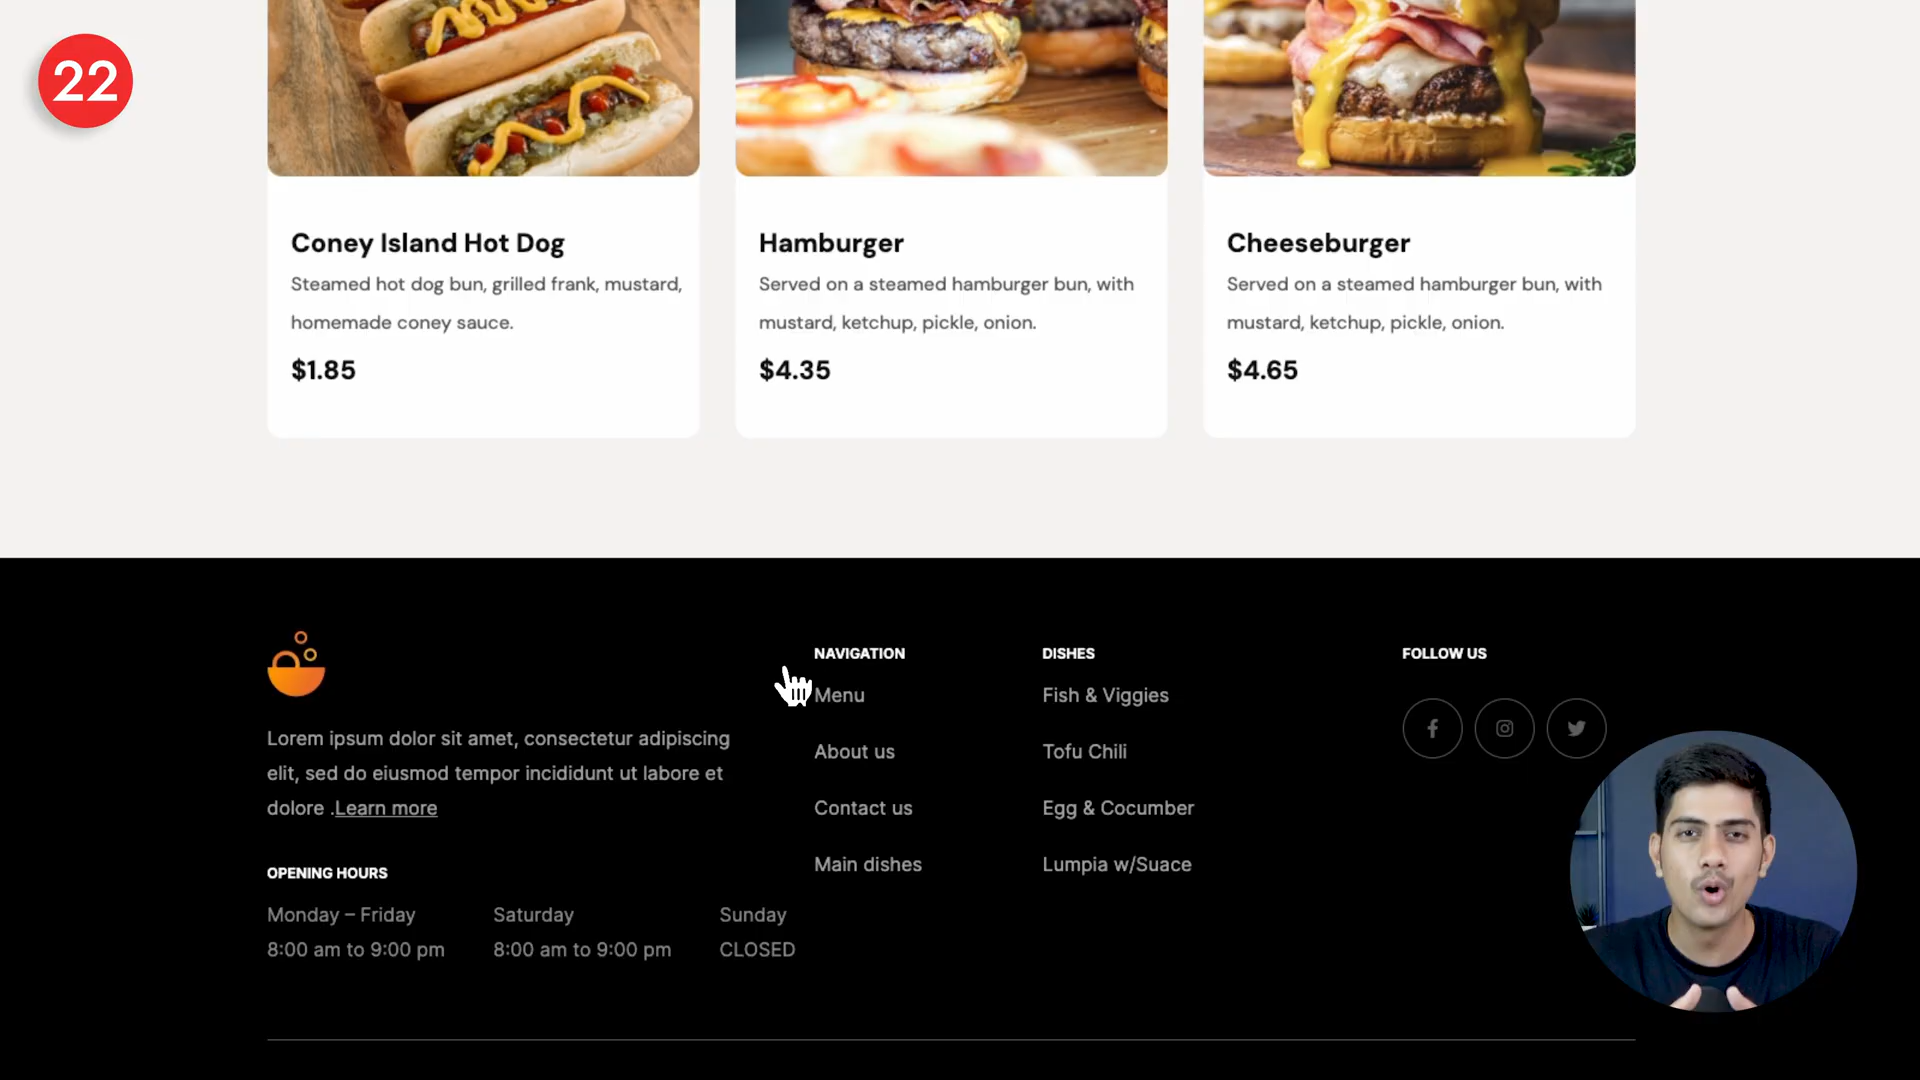 22
Coney Island Hot Dog
Steamed hot dog bun, grilled frank, mustard,
homemade coney sauce.
$1.85
Hamburger
Served on a steamed hamburger bun, with
mustard, ketchup, pickle, onion.
$4.35
Cheeseburger
Served on a steamed hamburger bun, with
mustard, ketchup, pickle, onion.
$4.65
Lorem ipsum dolor sit amet, consectetur adipiscing
elit, sed do eiusmod tempor incididunt ut labore et
dolore .Learn more
OPENING HOURS
Monday – Friday
8:00 am to 9:00 pm
Saturday
8:00 am to 9:00 pm
Sunday
CLOSED
NAVIGATION
Menu
About us
Contact us
Main dishes
DISHES
Fish & Viggies
Tofu Chili
Egg & Cocumber
Lumpia w/Suace
FOLLOW US